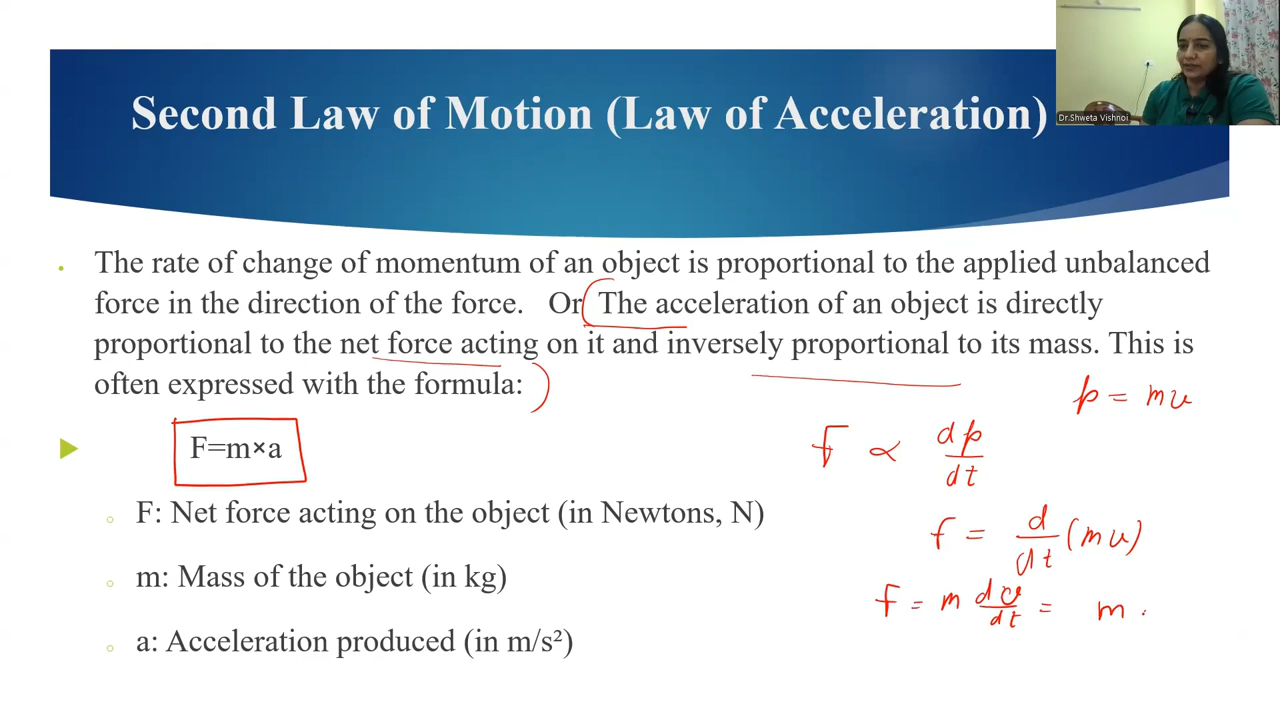 Dr.Shweta Vishnoi
Second Law of Motion (Law of Acceleration)
The rate of change of momentum of an object is proportional to the applied unbalanced
force in the direction of the force. Or The acceleration of an object is directly
proportional to the net force acting on it and inversely proportional to its mass. This is
often expressed with the formula:
p = mv
F=m×a
F ∝ dp/dt
F: Net force acting on the object (in Newtons, N)
f = d/dt (mv)
m: Mass of the object (in kg)
f = m dv/dt = m .
a: Acceleration produced (in m/s²)